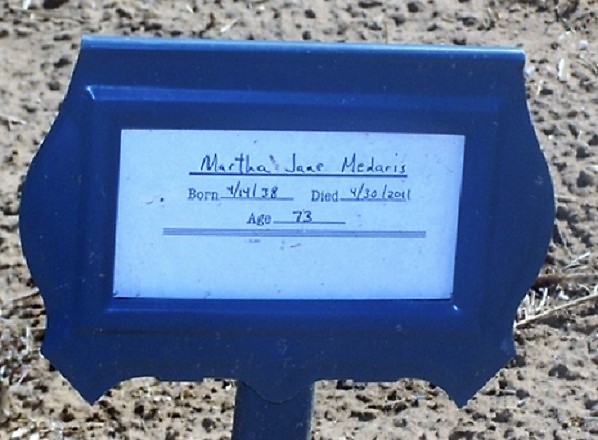 Martha Jane Medaris
Born 4/14/38 Died 4/30/2011
Age 73